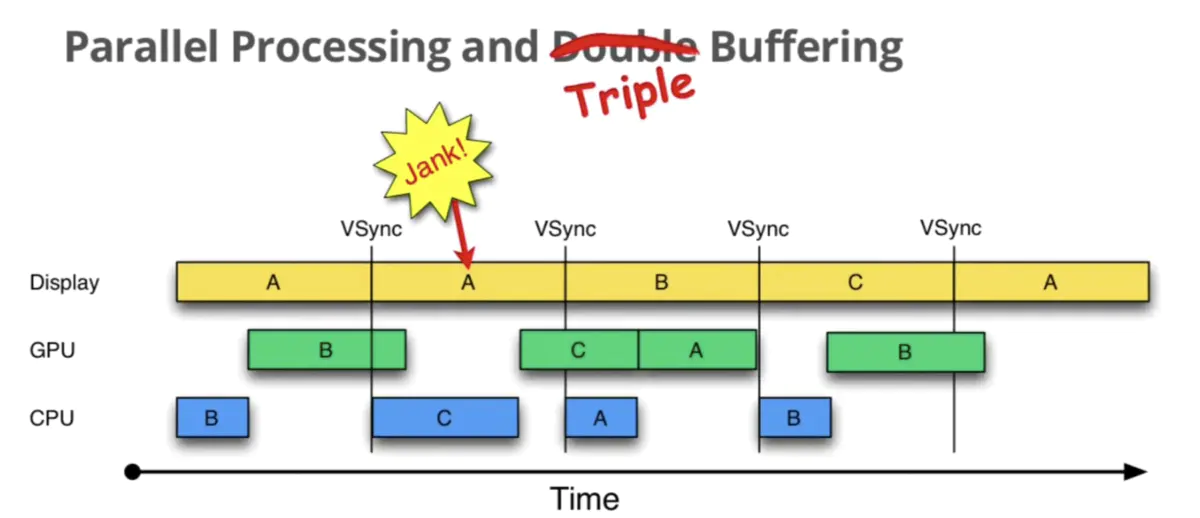 Parallel Processing and Double Buffering
Triple
Jank!
VSync VSync VSync VSync
Display A A B C A
GPU B C A B
CPU B C A B
Time